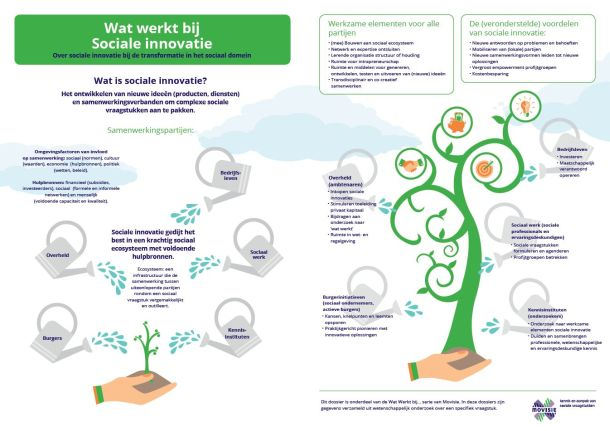 Wat werkt bij
Sociale innovatie
Over sociale innovatie bij de transformatie in het sociaal domein
Wat is sociale innovatie?
Het ontwikkelen van nieuwe ideeën (producten, diensten)
en samenwerkingsverbanden om complexe sociale
vraagstukken aan te pakken.
Samenwerkingspartijen:
Omgevingsfactoren van invloed
op samenwerking: sociaal (normen), cultuur
(waarden), economie (hulpbronnen), politiek
(wetten, beleid).
Hulpbronnen: financieel (subsidies,
investeerders), sociaal (formele en informele
netwerken) en menselijk
(voldoende capaciteit en kwaliteit).
Bedrijfs-
leven
Sociale innovatie gedijt het
best in een krachtig sociaal
ecosysteem met voldoende
hulpbronnen.
Overheid
Sociaal
werk
Ecosysteem: een
infrastructuur die de
samenwerking tussen
uiteenlopende partijen
rondom een sociaal
vraagstuk vergemakkelijkt
en outilleert.
Burgers
Kennis-
instituten
Werkzame elementen voor alle
partijen
• (mee) Bouwen aan sociaal ecosysteem
• Netwerk en expertise ontsluiten
• Lerende organisatie structuur of houding
• Ruimte voor intrapreneurschap
• Ruimte en middelen voor genereren,
ontwikkelen, testen en uitvoeren van (nieuwe) ideeën
• Transdisciplinair en co creatief
samenwerken
De (veronderstelde) voordelen
van sociale innovatie:
• Nieuwe antwoorden op problemen en behoeften
• Mobiliseren van (lokale) partijen
• Nieuwe samenwerkingsvormen leiden tot nieuwe
oplossingen
• Vergroot empowerment profijtgroepen
• Kostenbesparing
Bedrijfsleven
• Investeren
• Maatschappelijk
verantwoord
opereren
Overheid
(ambtenaren)
• Inkopen sociale
innovaties
• Stimuleren toeleiding
privaat kapitaal
• Bijdragen aan
onderzoek naar
'wat werkt'
• Ruimte in wet- en
regelgeving
Sociaal werk (sociale
professionals en
ervaringsdeskundigen)
• Sociale vraagstukken
formuleren en agenderen
• Profijtgroepen betrekken
Burgerinitiatieven
(sociaal ondernemers,
actieve burgers)
• Kansen, knelpunten en leemten
opsporen
• Praktijkgericht pionieren met
innovatieve oplossingen
Kennisinstituten
(onderzoekers)
• Onderzoek naar werkzame
elementen sociale innovatie
• Duiden en samenbrengen
professionele, wetenschappelijke
en ervaringsdeskundige kennis
Dit dossier is onderdeel van de Wat Werkt bij... serie van Movisie. In deze dossiers zijn
gegevens verzameld uit wetenschappelijk onderzoek over een specifiek vraagstuk.
MOVISIE
kennis en aanpak van
sociale vraagstukken